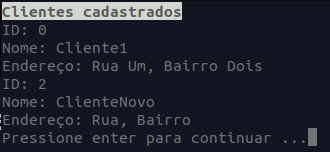 Clientes cadastrados
ID: 0
Nome: Cliente1
Endereço: Rua Um, Bairro Dois
ID: 2
Nome: ClienteNovo
Endereço: Rua, Bairro
Pressione enter para continuar ...